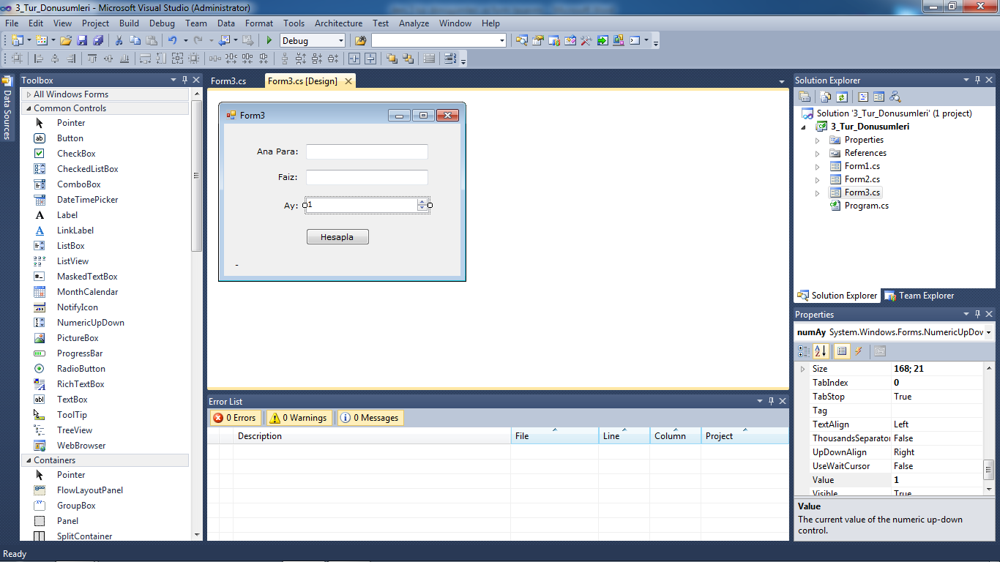 3_Tur_Donusumleri - Microsoft Visual Studio (Administrator)
File Edit View Project Build Debug Team Data Format Tools Architecture Test Analyze Window Help
Debug
Data Sources
Toolbox
All Windows Forms
Common Controls
Pointer
Button
CheckBox
CheckedListBox
ComboBox
DateTimePicker
Label
LinkLabel
ListBox
ListView
MaskedTextBox
MonthCalendar
NotifyIcon
NumericUpDown
PictureBox
ProgressBar
RadioButton
RichTextBox
TextBox
ToolTip
TreeView
WebBrowser
Containers
Pointer
FlowLayoutPanel
GroupBox
Panel
SplitContainer
Form3.cs Form3.cs [Design]
Form3
Ana Para:
Faiz:
Ay: 1
Hesapla
-
Error List
0 Errors 0 Warnings 0 Messages
Description File Line Column Project
Solution Explorer
Solution '3_Tur_Donusumleri' (1 project)
3_Tur_Donusumleri
Properties
References
Form1.cs
Form2.cs
Form3.cs
Program.cs
Solution Explorer Team Explorer
Properties
numAy System.Windows.Forms.NumericUpDov
Size 168; 21
TabIndex 0
TabStop True
Tag
TextAlign Left
ThousandsSeparator False
UpDownAlign Right
UseWaitCursor False
Value 1
Visible True
Value
The current value of the numeric up-down
control.
Ready